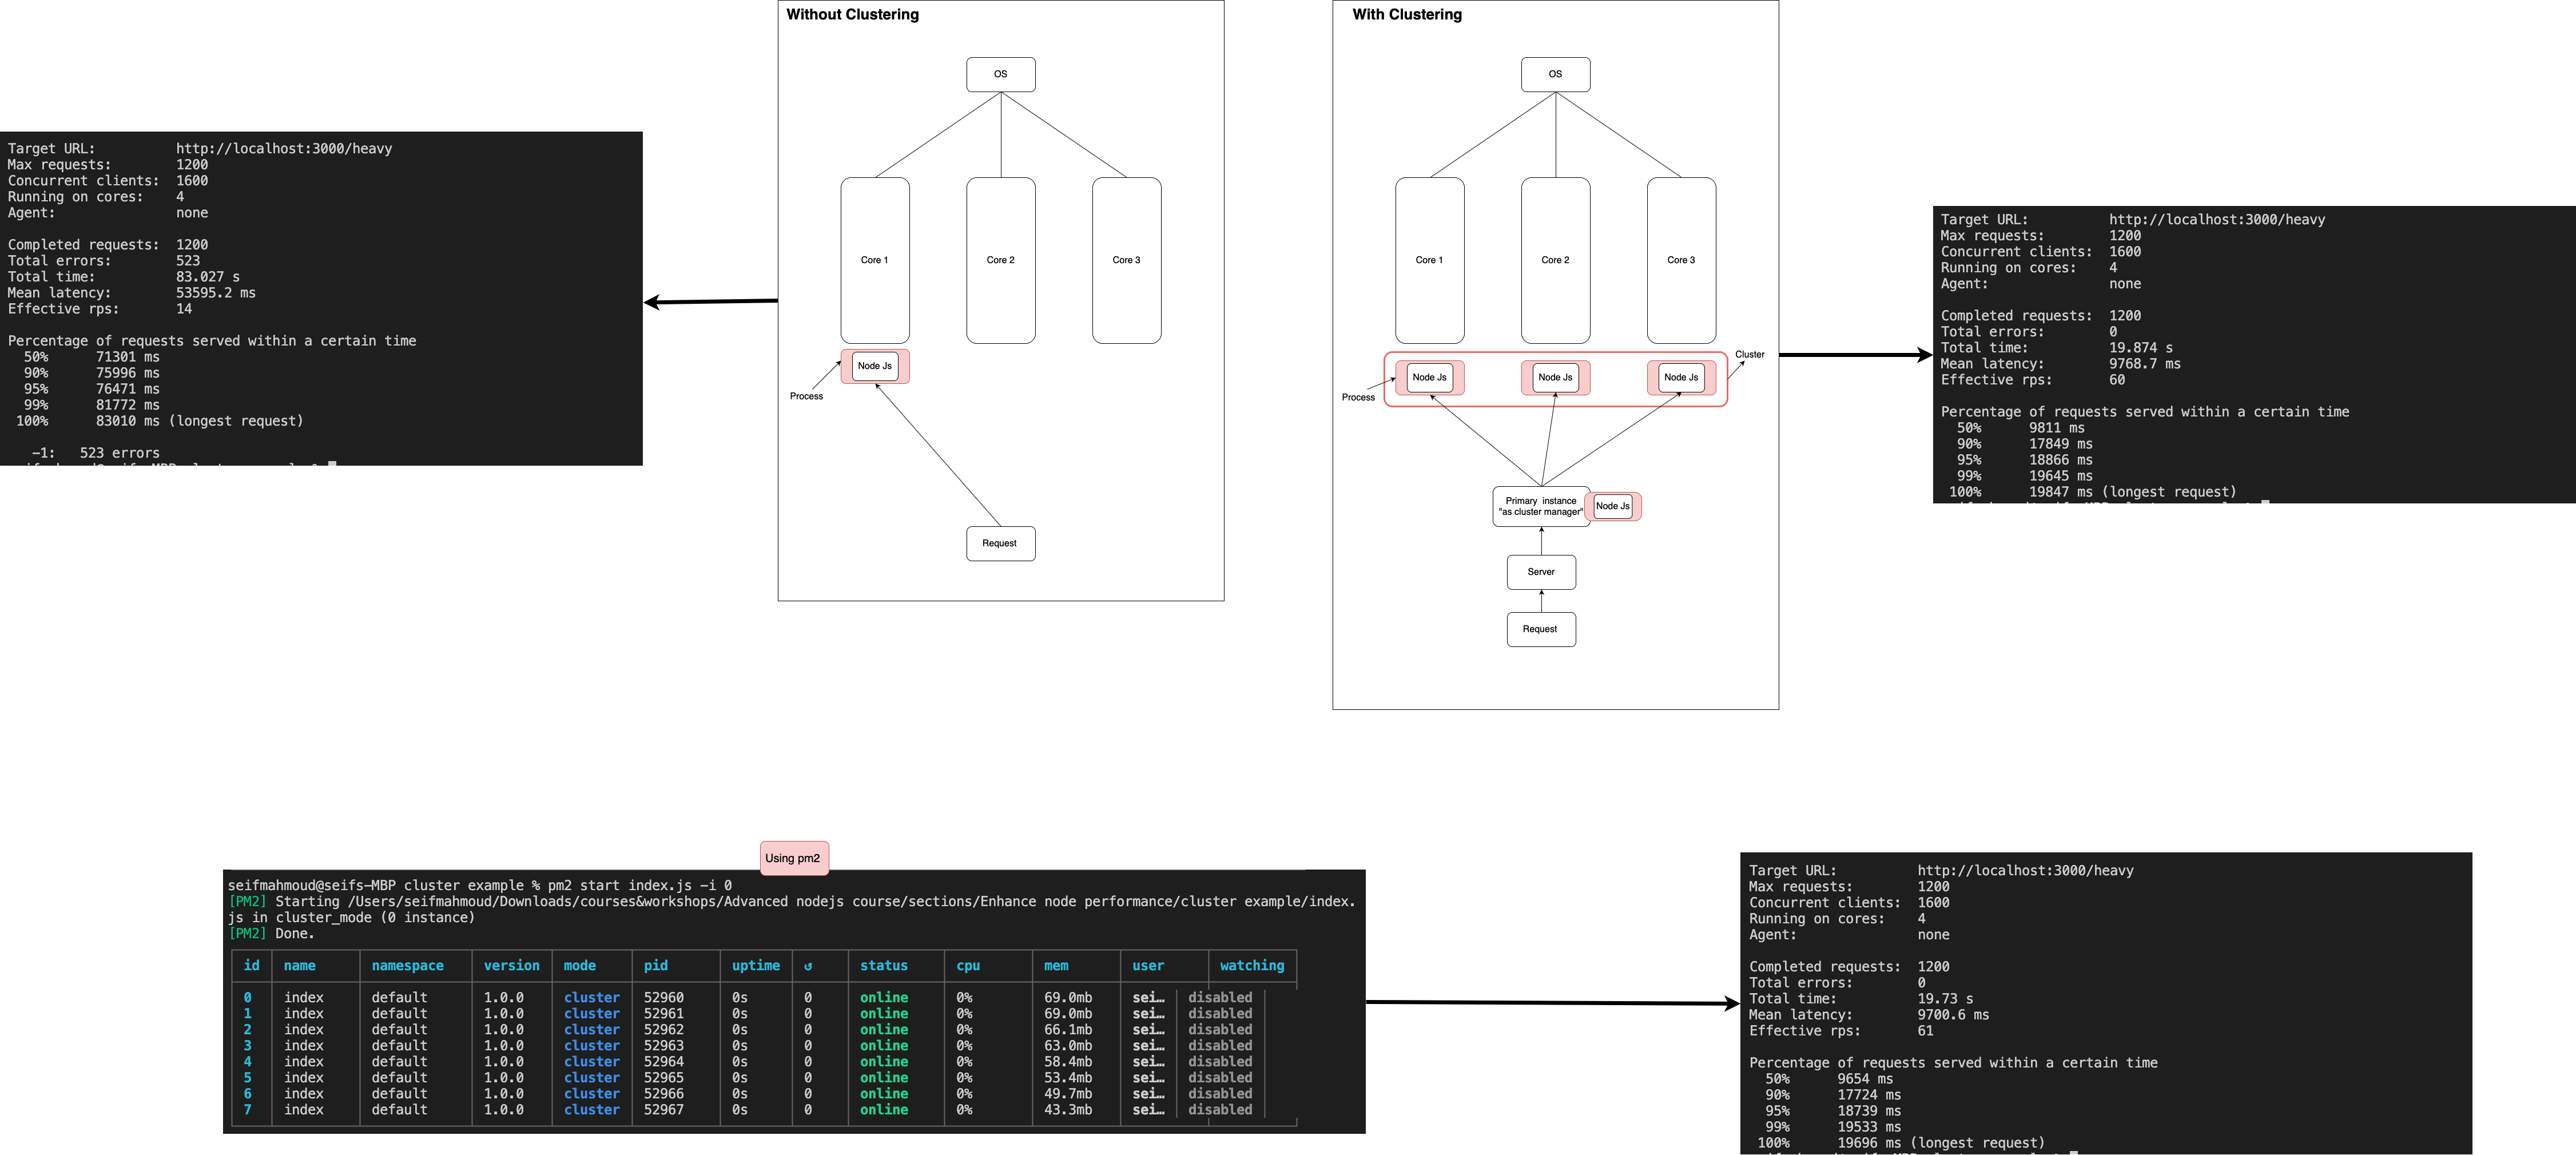 Without Clustering
OS
Core 1
Core 2
Core 3
Node Js
Process
Request
With Clustering
OS
Core 1
Core 2
Core 3
Cluster
Node Js
Node Js
Node Js
Process
Primary instance
"as cluster manager"
Node Js
Server
Request
Target URL: http://localhost:3000/heavy
Max requests: 1200
Concurrent clients: 1600
Running on cores: 4
Agent: none
Completed requests: 1200
Total errors: 523
Total time: 83.027 s
Mean latency: 53595.2 ms
Effective rps: 14
Percentage of requests served within a certain time
50% 71301 ms
90% 75996 ms
95% 76471 ms
99% 81772 ms
100% 83010 ms (longest request)
-1: 523 errors
Target URL: http://localhost:3000/heavy
Max requests: 1200
Concurrent clients: 1600
Running on cores: 4
Agent: none
Completed requests: 1200
Total errors: 0
Total time: 19.874 s
Mean latency: 9768.7 ms
Effective rps: 60
Percentage of requests served within a certain time
50% 9811 ms
90% 17849 ms
95% 18866 ms
99% 19645 ms
100% 19847 ms (longest request)
Using pm2
seifmahmoud@seifs-MBP cluster example % pm2 start index.js -i 0
[PM2] Starting /Users/seifmahmoud/Downloads/courses&workshops/Advanced nodejs course/sections/Enhance node performance/cluster example/index.
js in cluster_mode (0 instance)
[PM2] Done.
id name namespace version mode pid uptime ↺ status cpu mem user watching
0 index default 1.0.0 cluster 52960 0s 0 online 0% 69.0mb sei… disabled
1 index default 1.0.0 cluster 52961 0s 0 online 0% 69.0mb sei… disabled
2 index default 1.0.0 cluster 52962 0s 0 online 0% 66.1mb sei… disabled
3 index default 1.0.0 cluster 52963 0s 0 online 0% 63.0mb sei… disabled
4 index default 1.0.0 cluster 52964 0s 0 online 0% 58.4mb sei… disabled
5 index default 1.0.0 cluster 52965 0s 0 online 0% 53.4mb sei… disabled
6 index default 1.0.0 cluster 52966 0s 0 online 0% 49.7mb sei… disabled
7 index default 1.0.0 cluster 52967 0s 0 online 0% 43.3mb sei… disabled
Target URL: http://localhost:3000/heavy
Max requests: 1200
Concurrent clients: 1600
Running on cores: 4
Agent: none
Completed requests: 1200
Total errors: 0
Total time: 19.73 s
Mean latency: 9700.6 ms
Effective rps: 61
Percentage of requests served within a certain time
50% 9654 ms
90% 17724 ms
95% 18739 ms
99% 19533 ms
100% 19696 ms (longest request)